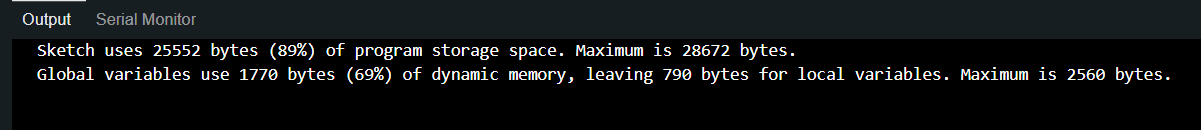 Output Serial Monitor
Sketch uses 25552 bytes (89%) of program storage space. Maximum is 28672 bytes.
Global variables use 1770 bytes (69%) of dynamic memory, leaving 790 bytes for local variables. Maximum is 2560 bytes.